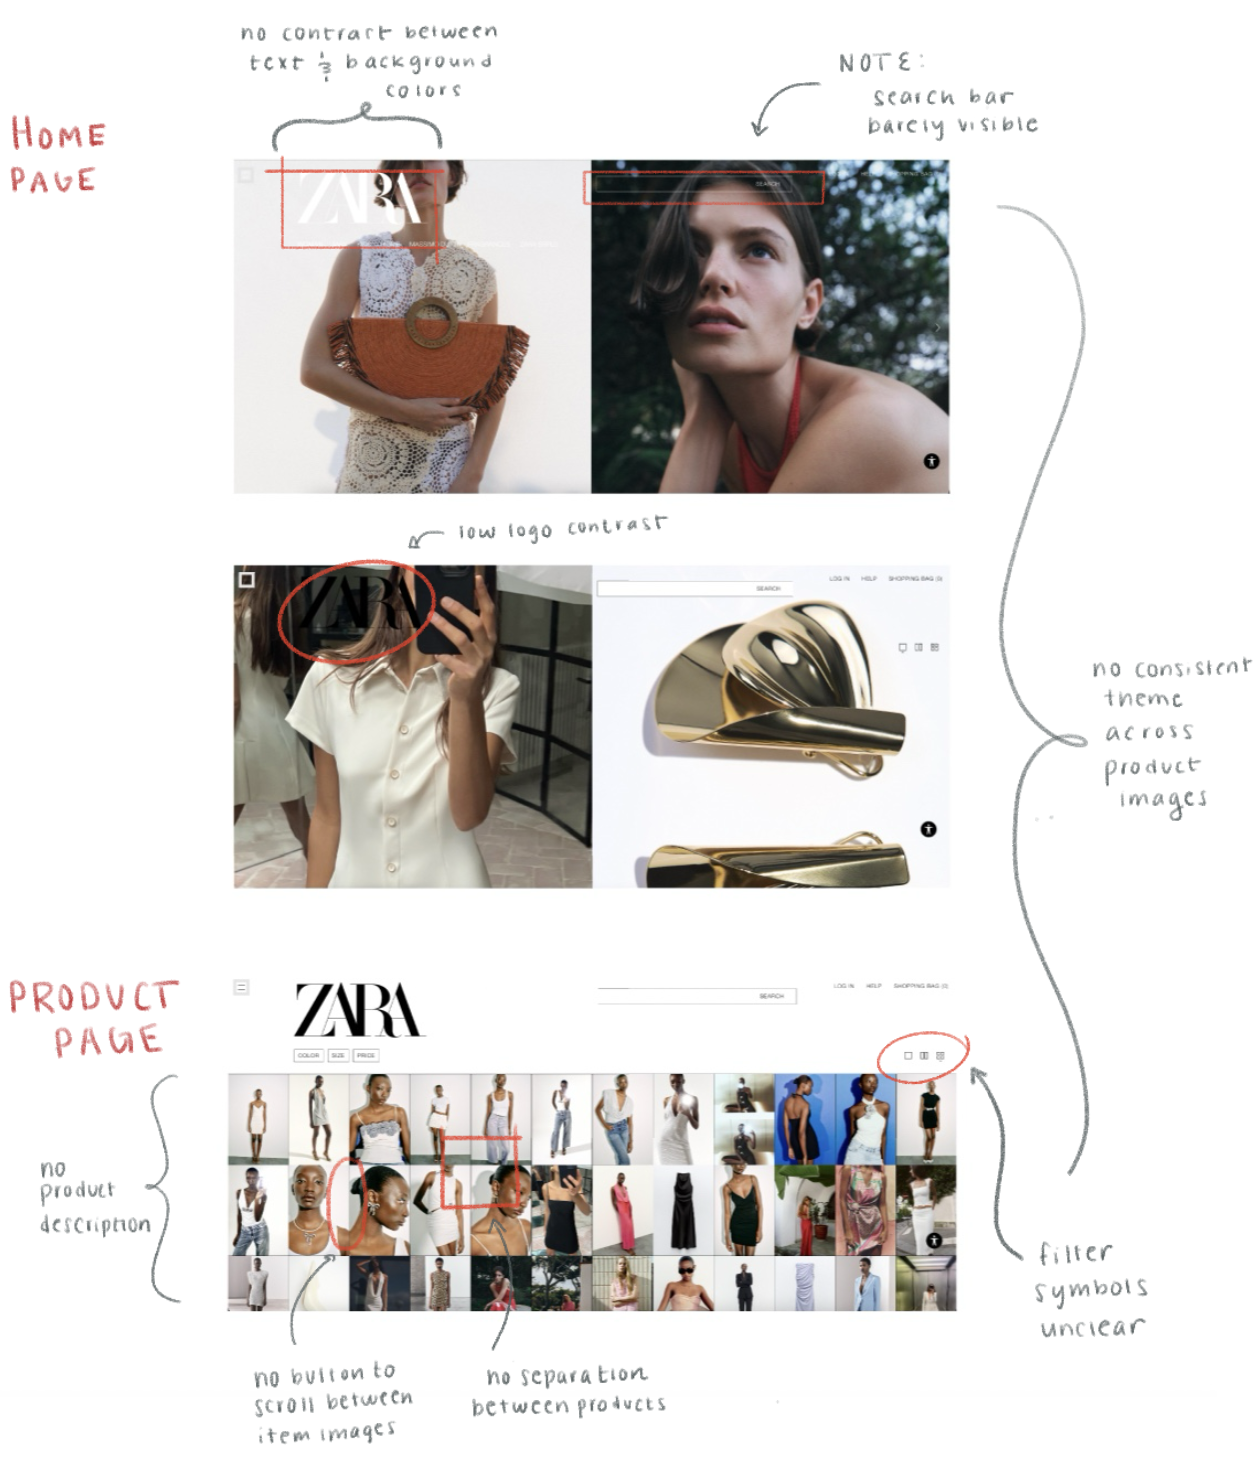 no contrast between
text & background
colors
NOTE:
search bar
barely visible
HOME
PAGE
ZARA
SEARCH
low logo contrast
ZARA
SEARCH
LOG IN HELP SHOPPING BAG (0)
no consistent
theme
across
product
images
PRODUCT
PAGE
ZARA
SEARCH
LOG IN HELP SHOPPING BAG (0)
COLOR SIZE PRICE
no
product
description
filter
symbols
unclear
no button to
scroll between
item images
no separation
between products